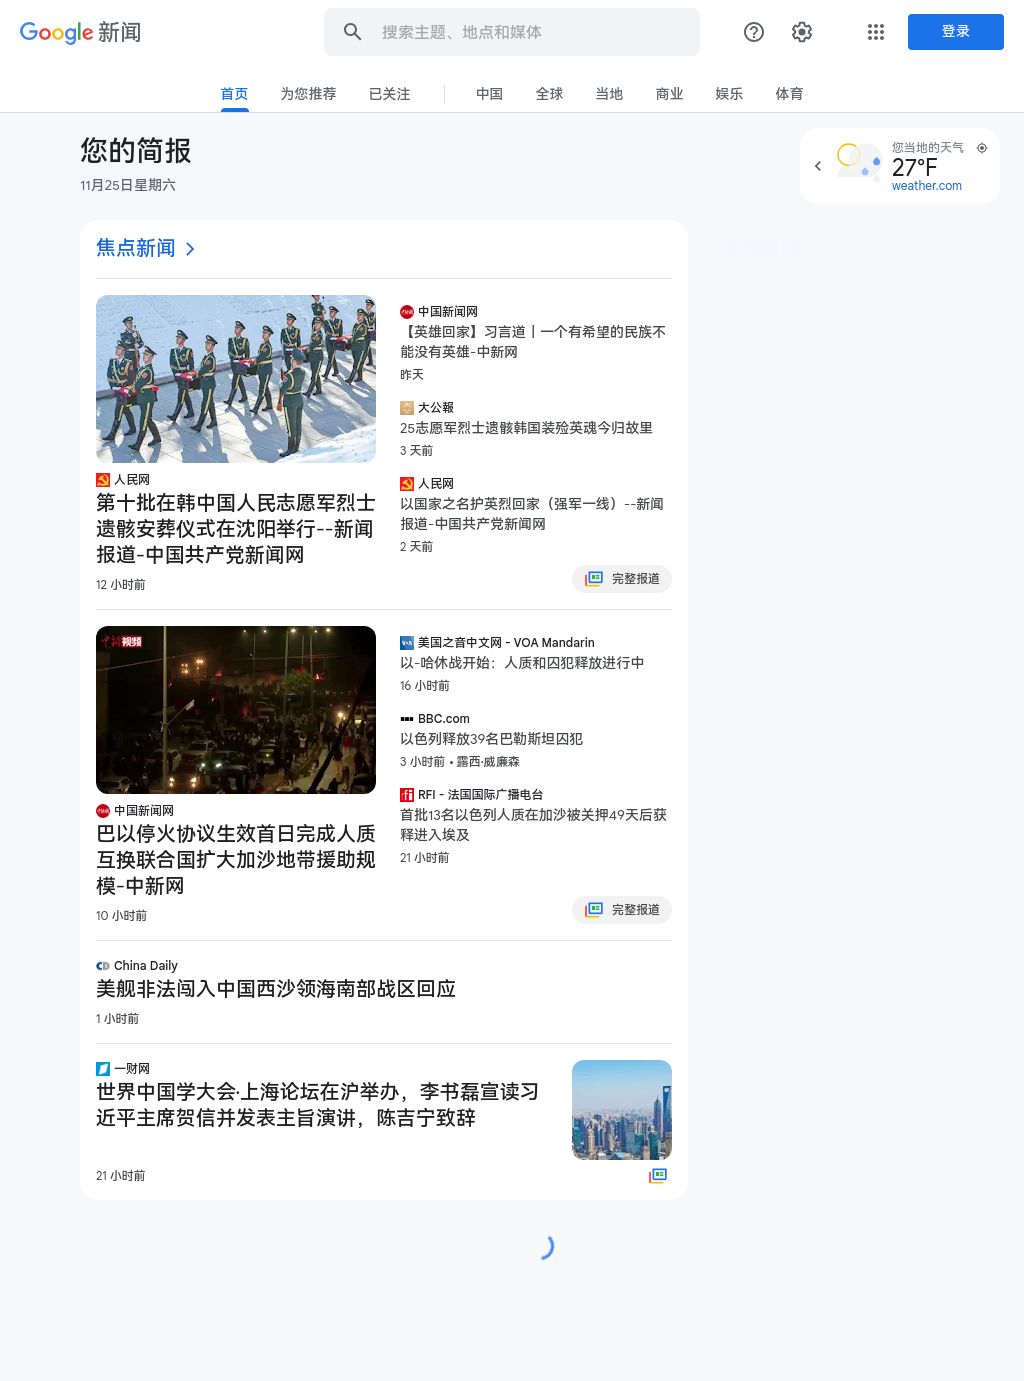 Google 新闻
搜索主题、地点和媒体
登录
首页 为您推荐 已关注 中国 全球 当地 商业 娱乐 体育
您的简报
11月25日星期六
您当地的天气
27°F
weather.com
焦点新闻
人民网
第十批在韩中国人民志愿军烈士
遗骸安葬仪式在沈阳举行--新闻
报道-中国共产党新闻网
12 小时前
中国新闻网
【英雄回家】习言道丨一个有希望的民族不
能没有英雄-中新网
昨天
大公報
25志愿军烈士遗骸韩国装殓英魂今归故里
3 天前
人民网
以国家之名护英烈回家（强军一线）--新闻
报道-中国共产党新闻网
2 天前
完整报道
视频
中国新闻网
巴以停火协议生效首日完成人质
互换联合国扩大加沙地带援助规
模-中新网
10 小时前
美国之音中文网 - VOA Mandarin
以-哈休战开始：人质和囚犯释放进行中
16 小时前
BBC.com
以色列释放39名巴勒斯坦囚犯
3 小时前 • 露西·威廉森
RFI - 法国国际广播电台
首批13名以色列人质在加沙被关押49天后获
释进入埃及
21 小时前
完整报道
China Daily
美舰非法闯入中国西沙领海南部战区回应
1 小时前
一财网
世界中国学大会·上海论坛在沪举办，李书磊宣读习
近平主席贺信并发表主旨演讲，陈吉宁致辞
21 小时前